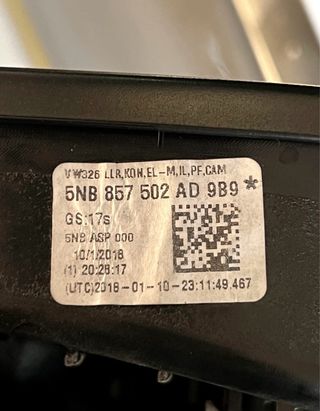 VW326 LLR,KON,EL-M,IL,PF,CAM
5NB 857 502 AD 9B9 *
GS:17s
5NB ASP 000
10/1/2018
(1) 20:28:17
(UTC)2018-01-10-23:11:49.467